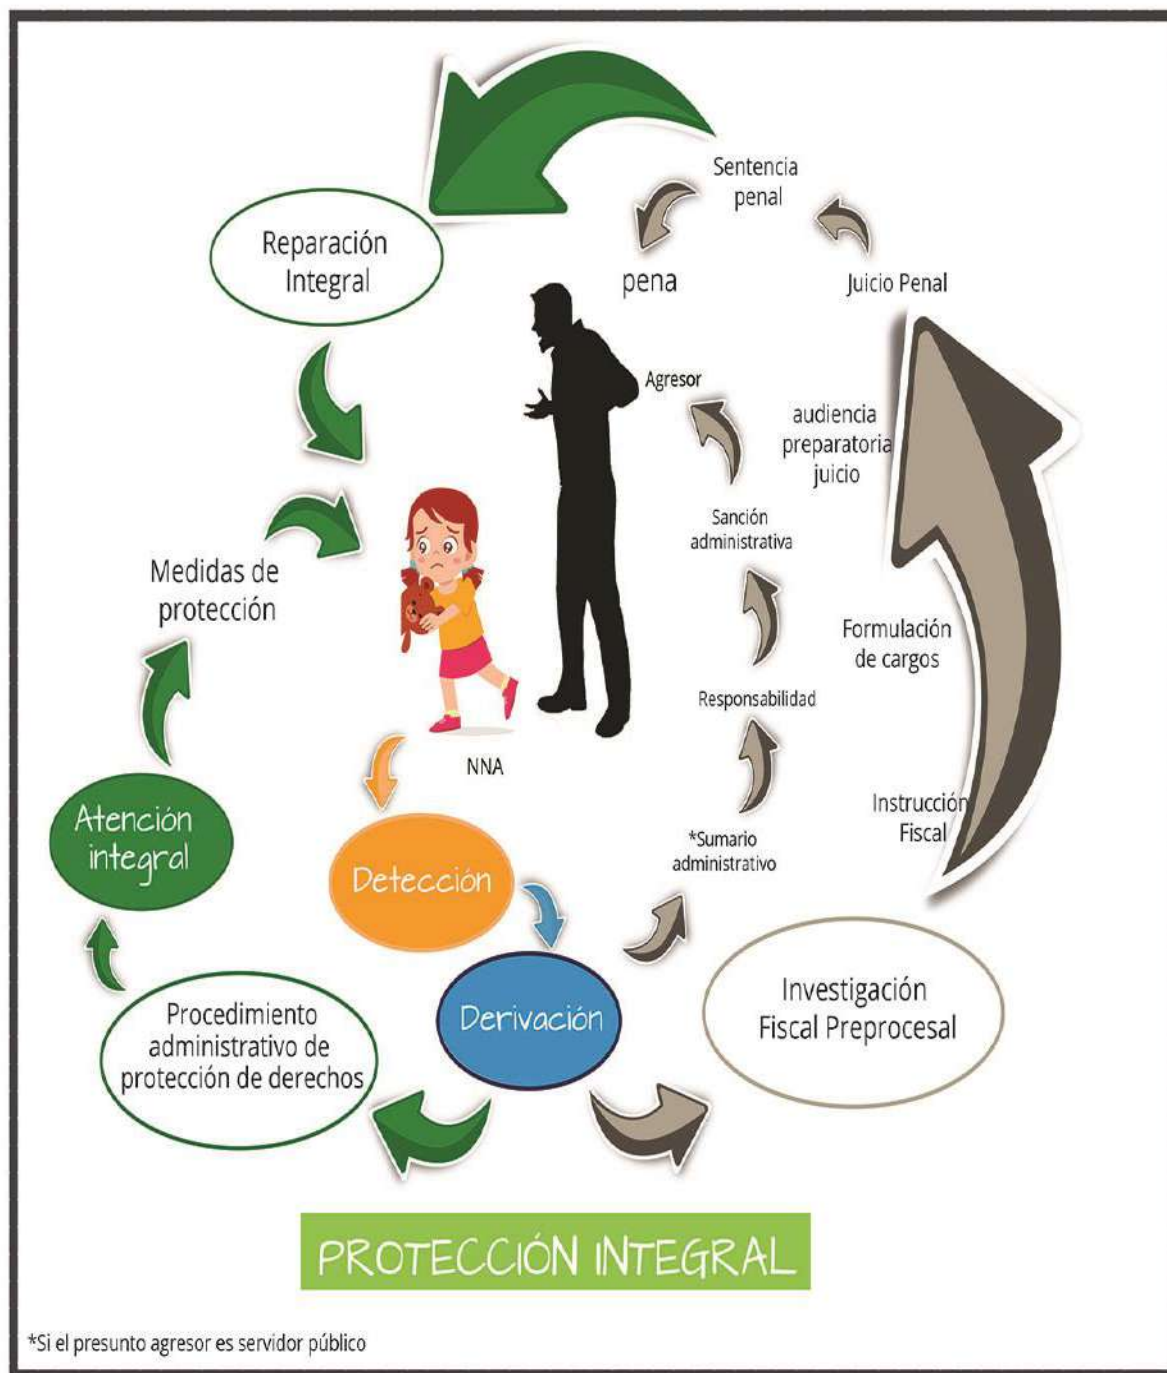 Sentencia
penal
Reparación
Integral
pena
Juicio Penal
Agresor
audiencia
preparatoria
juicio
Sanción
administrativa
Medidas de
protección
Formulación
de cargos
Responsabilidad
NNA
Instrucción
Fiscal
Atención
integral
*Sumario
administrativo
Detección
Derivación
Investigación
Fiscal Preprocesal
Procedimiento
administrativo de
protección de derechos
PROTECCIÓN INTEGRAL
*Si el presunto agresor es servidor público